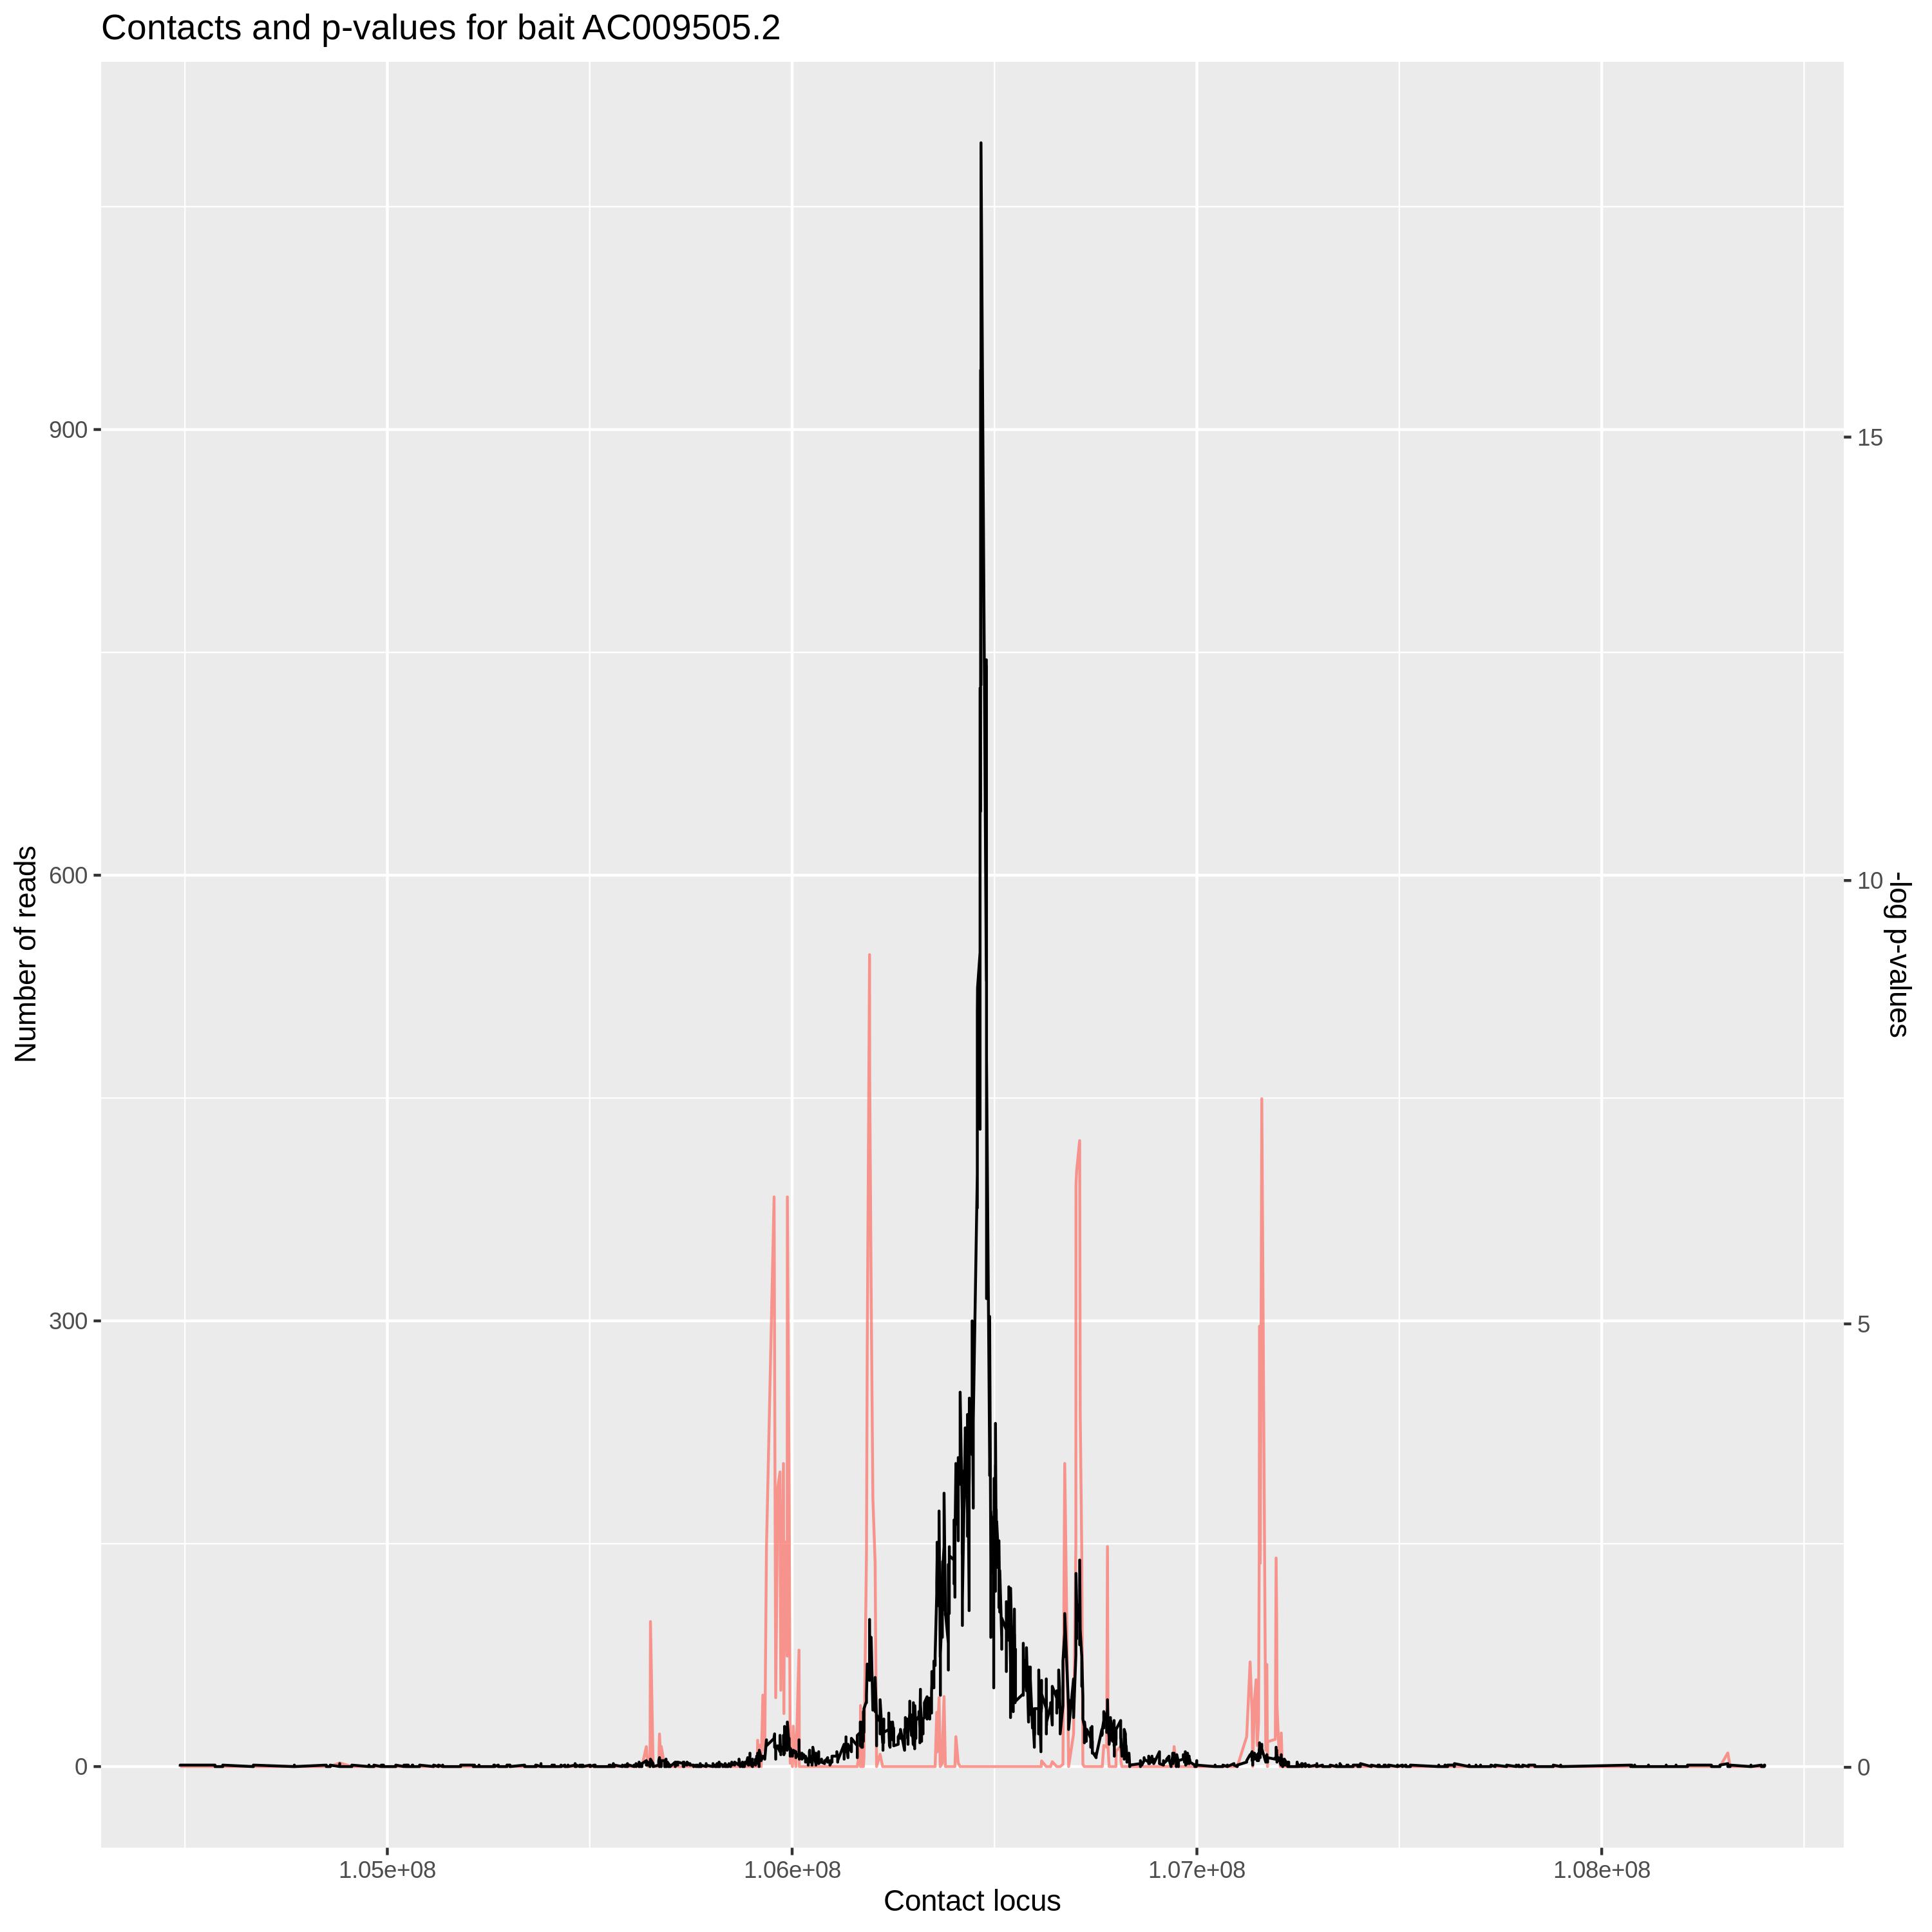 Contacts and p-values for bait AC009505.2
900
600
300
0
Number of reads
15
10
5
0
-log p-values
1.05e+08
1.06e+08
1.07e+08
1.08e+08
Contact locus